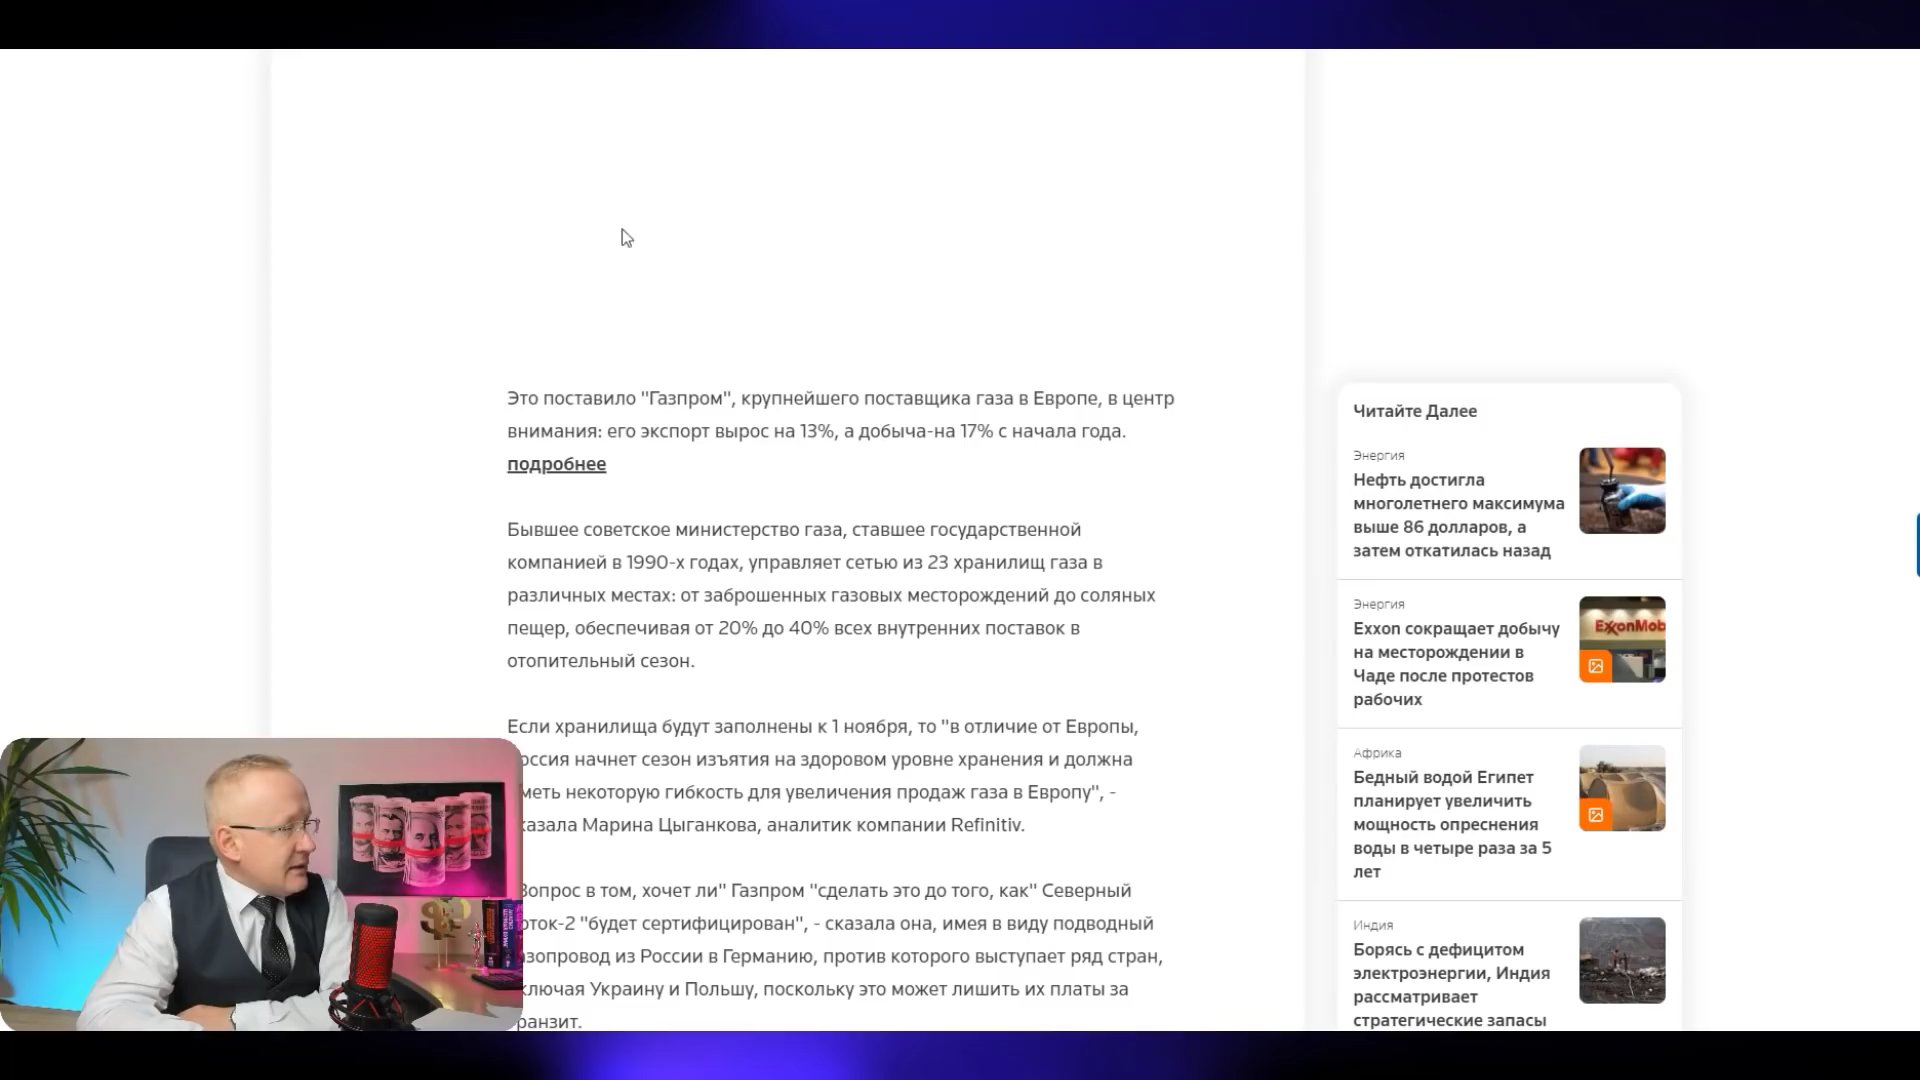 Это поставило "Газпром", крупнейшего поставщика газа в Европе, в центр
внимания: его экспорт вырос на 13%, а добыча-на 17% с начала года.
подробнее
Бывшее советское министерство газа, ставшее государственной
компанией в 1990-х годах, управляет сетью из 23 хранилищ газа в
различных местах: от заброшенных газовых месторождений до соляных
пещер, обеспечивая от 20% до 40% всех внутренних поставок в
отопительный сезон.
Если хранилища будут заполнены к 1 ноября, то "в отличие от Европы,
оссия начнет сезон изъятия на здоровом уровне хранения и должна
меть некоторую гибкость для увеличения продаж газа в Европу", -
казала Марина Цыганкова, аналитик компании Refinitiv.
Вопрос в том, хочет ли" Газпром "сделать это до того, как" Северный
оток-2 "будет сертифицирован", - сказала она, имея в виду подводный
азопровод из России в Германию, против которого выступает ряд стран,
ключая Украину и Польшу, поскольку это может лишить их платы за
ранзит.
Читайте Далее
Энергия
Нефть достигла
многолетнего максимума
выше 86 долларов, а
затем откатилась назад
Энергия
Exxon сокращает добычу
на месторождении в
Чаде после протестов
рабочих
ExxonMob
Африка
Бедный водой Египет
планирует увеличить
мощность опреснения
воды в четыре раза за 5
лет
Индия
Борясь с дефицитом
электроэнергии, Индия
рассматривает
стратегические запасы